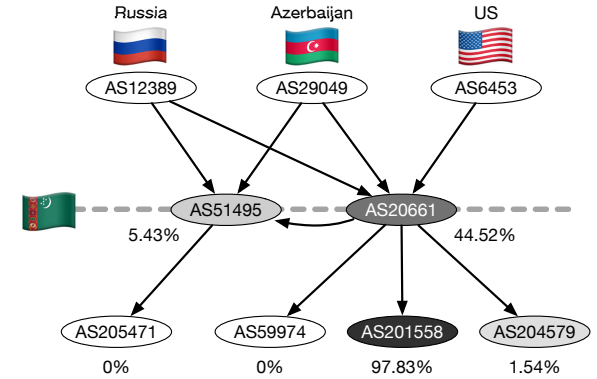 Russia Azerbaijan US
AS12389 AS29049 AS6453
AS51495 AS20661
5.43% 44.52%
AS205471 AS59974 AS201558 AS204579
0% 0% 97.83% 1.54%